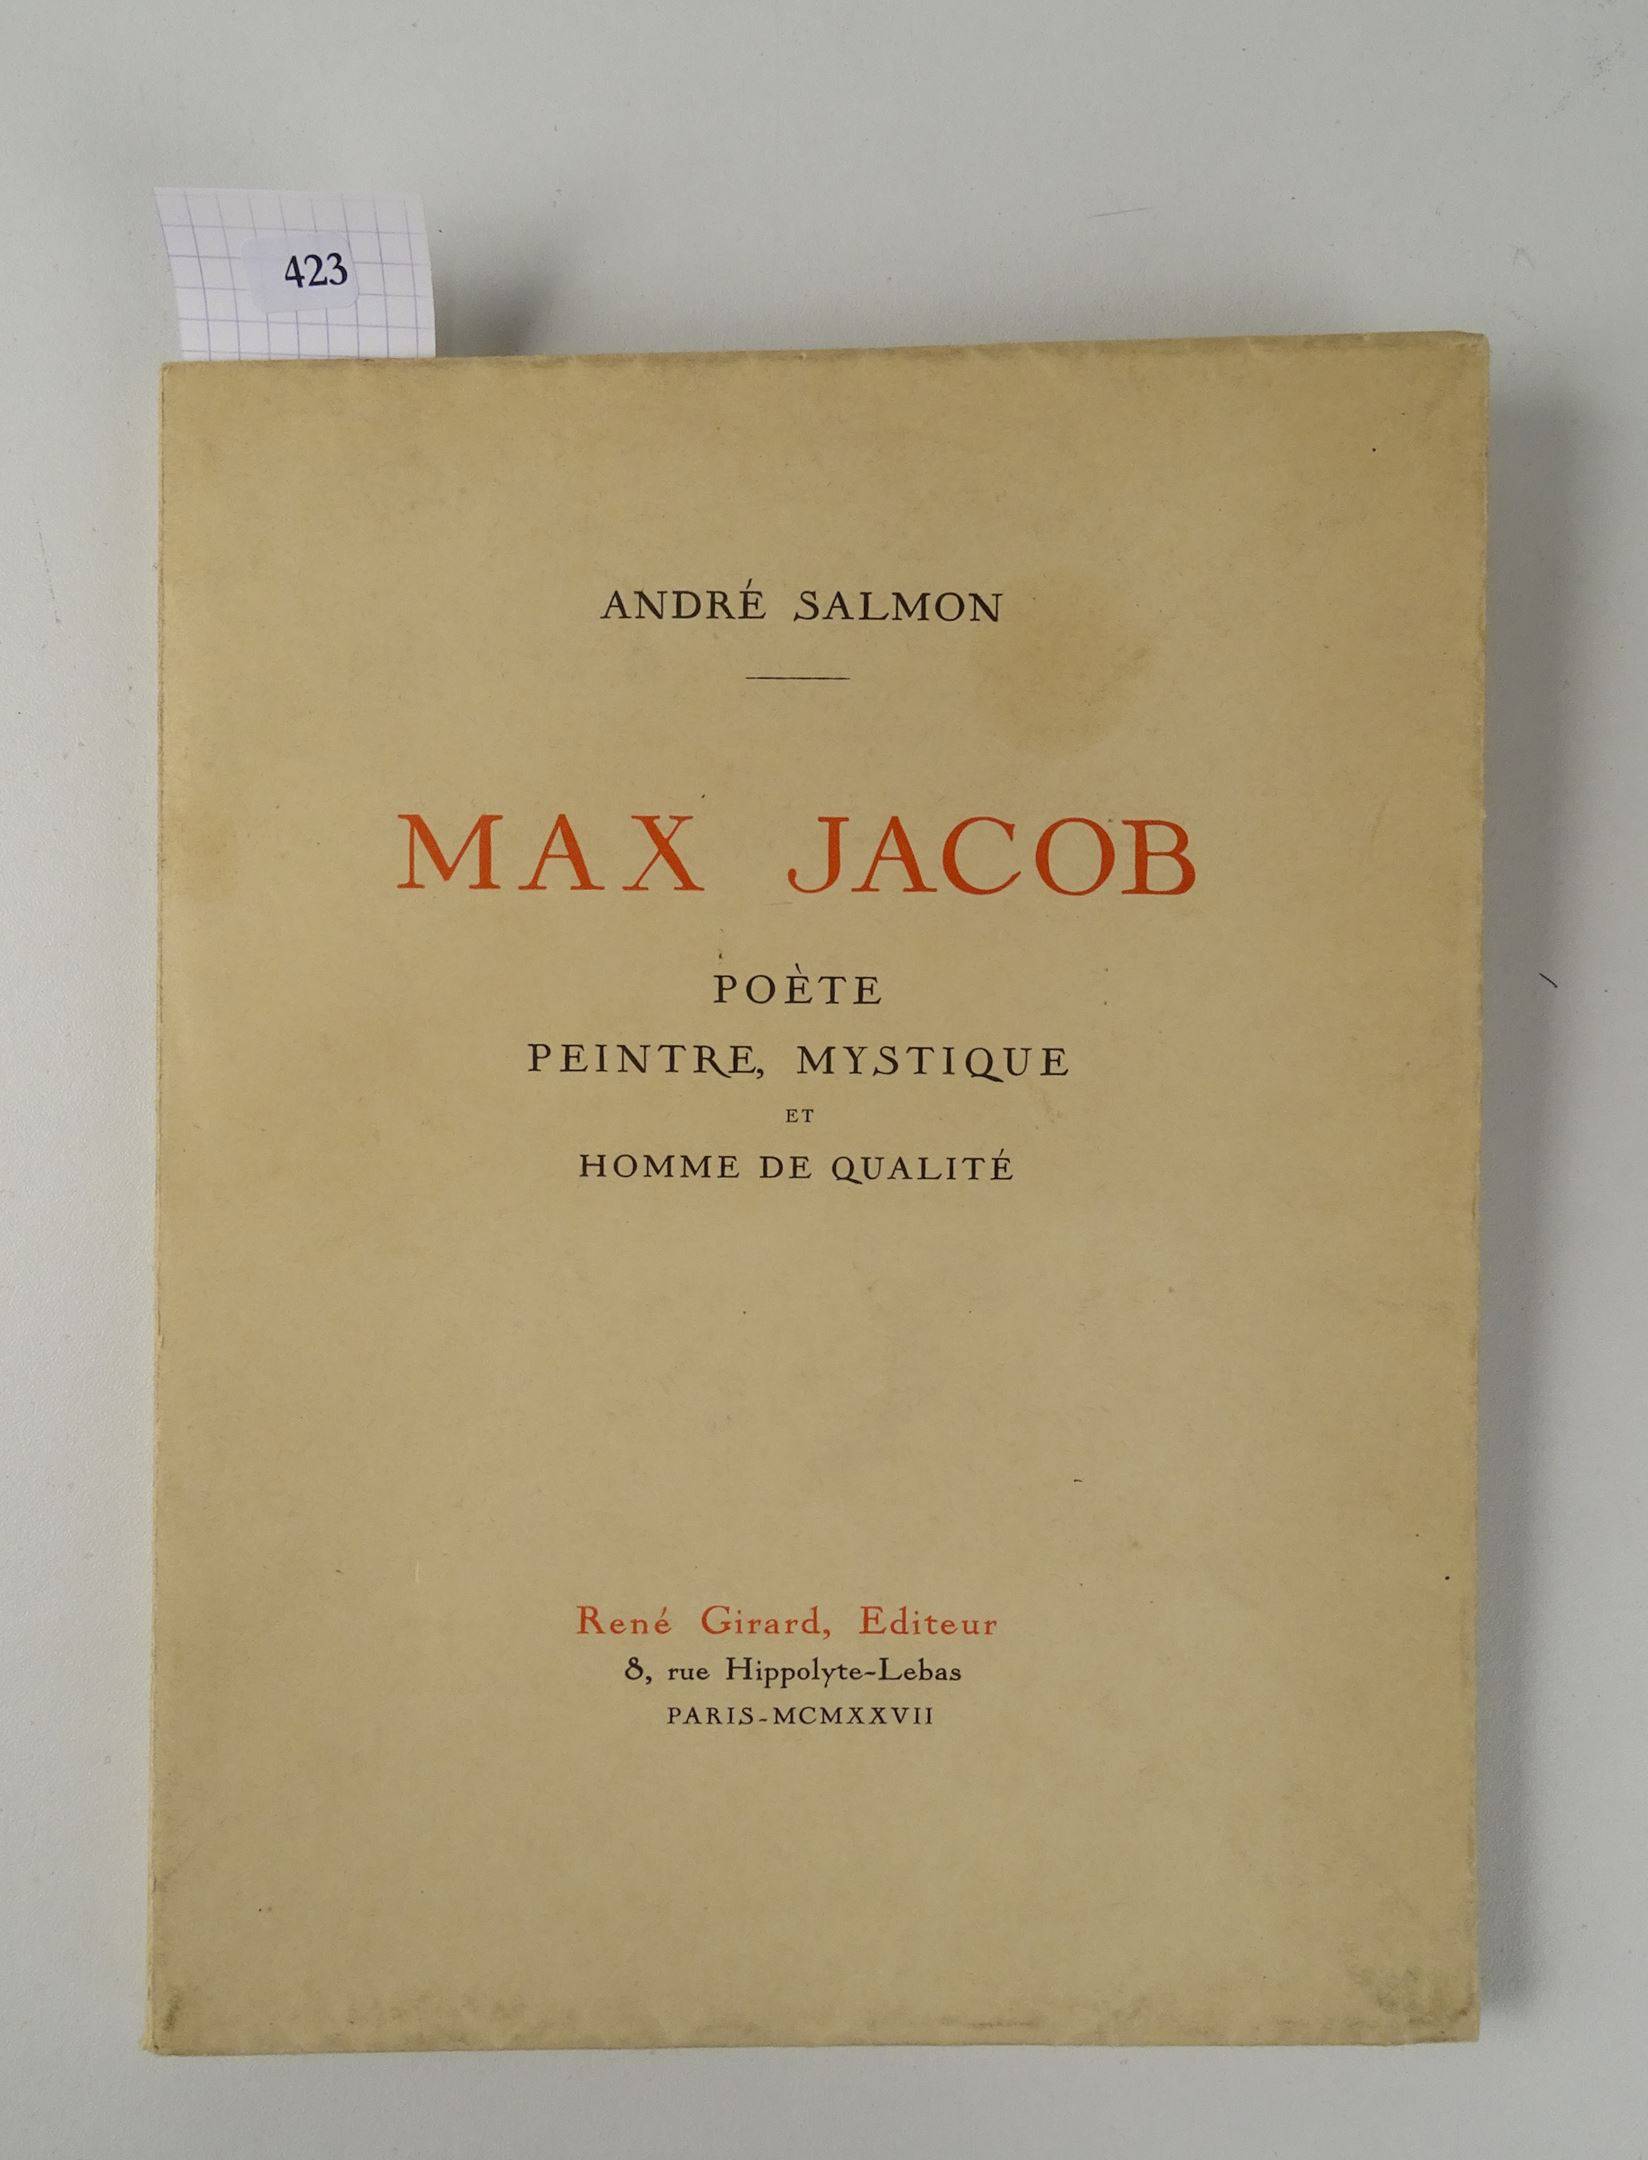 423
ANDRÉ SALMON
MAX JACOB
POÈTE
PEINTRE, MYSTIQUE
ET
HOMME DE QUALITÉ
René Girard, Editeur
8, rue Hippolyte-Lebas
PARIS-MCMXXVII